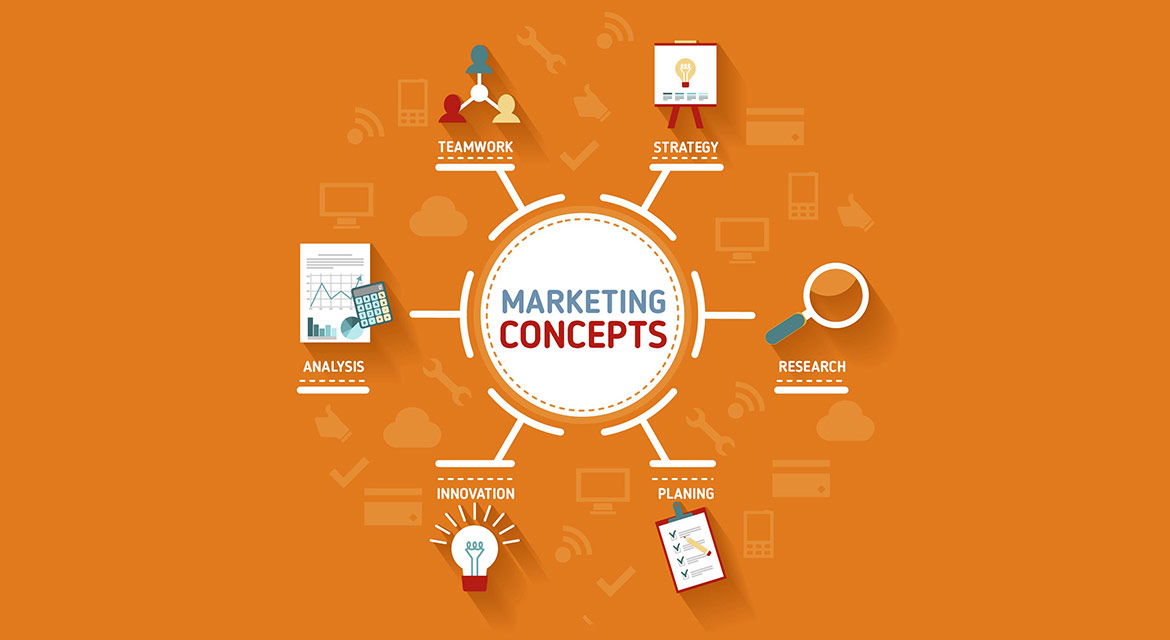 TEAMWORK
STRATEGY
MARKETING
CONCEPTS
ANALYSIS
RESEARCH
INNOVATION
PLANING